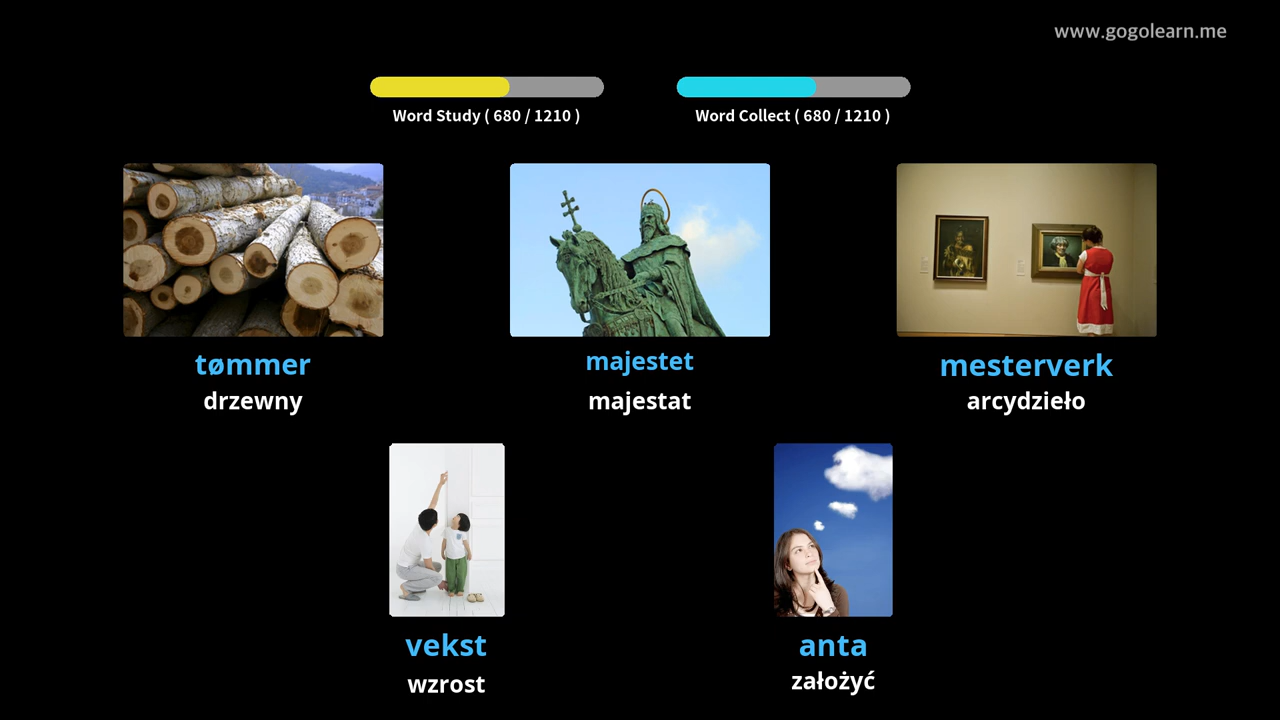 www.gogolearn.me
Word Study ( 680 / 1210 )
Word Collect ( 680 / 1210 )
tømmer
drzewny
majestet
majestat
mesterverk
arcydzieło
vekst
wzrost
anta
założyć